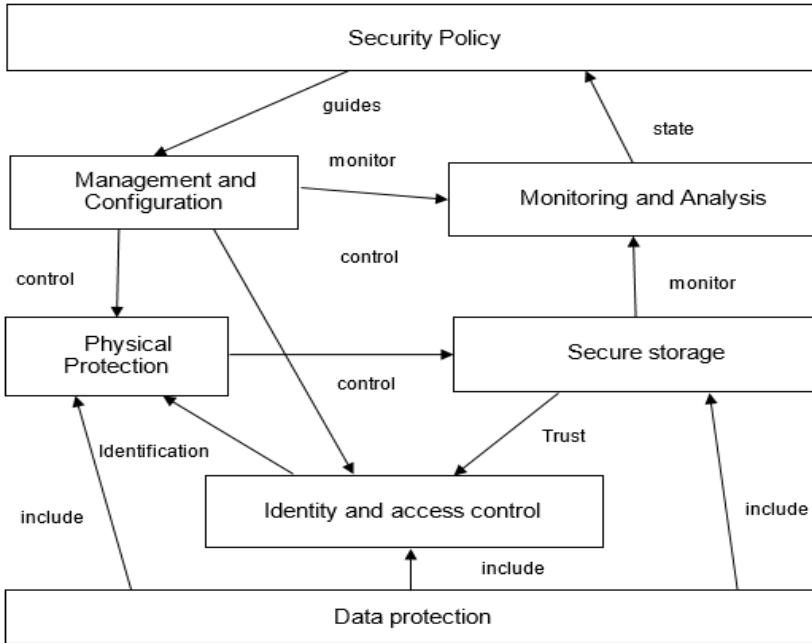 Security Policy
guides
state
monitor
Management and
Configuration
Monitoring and Analysis
control
control
monitor
Physical
Protection
Secure storage
control
Identification
Trust
Identity and access control
include
include
include
Data protection